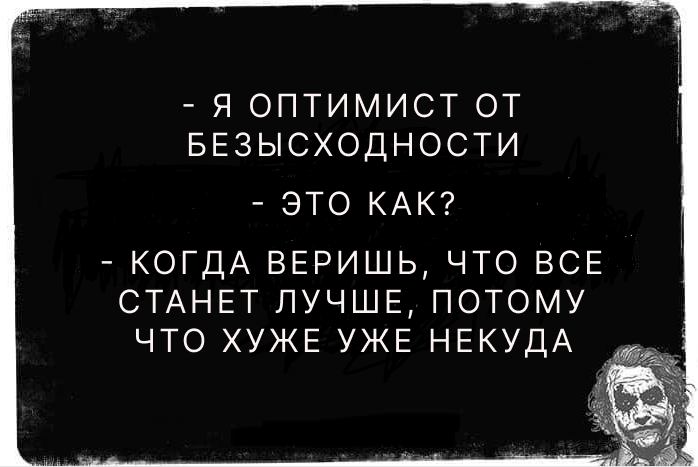 - Я ОПТИМИСТ ОТ
БЕЗЫСХОДНОСТИ
- ЭТО КАК?
- КОГДА ВЕРИШЬ, ЧТО ВСЕ
СТАНЕТ ЛУЧШЕ, ПОТОМУ
ЧТО ХУЖЕ УЖЕ НЕКУДА